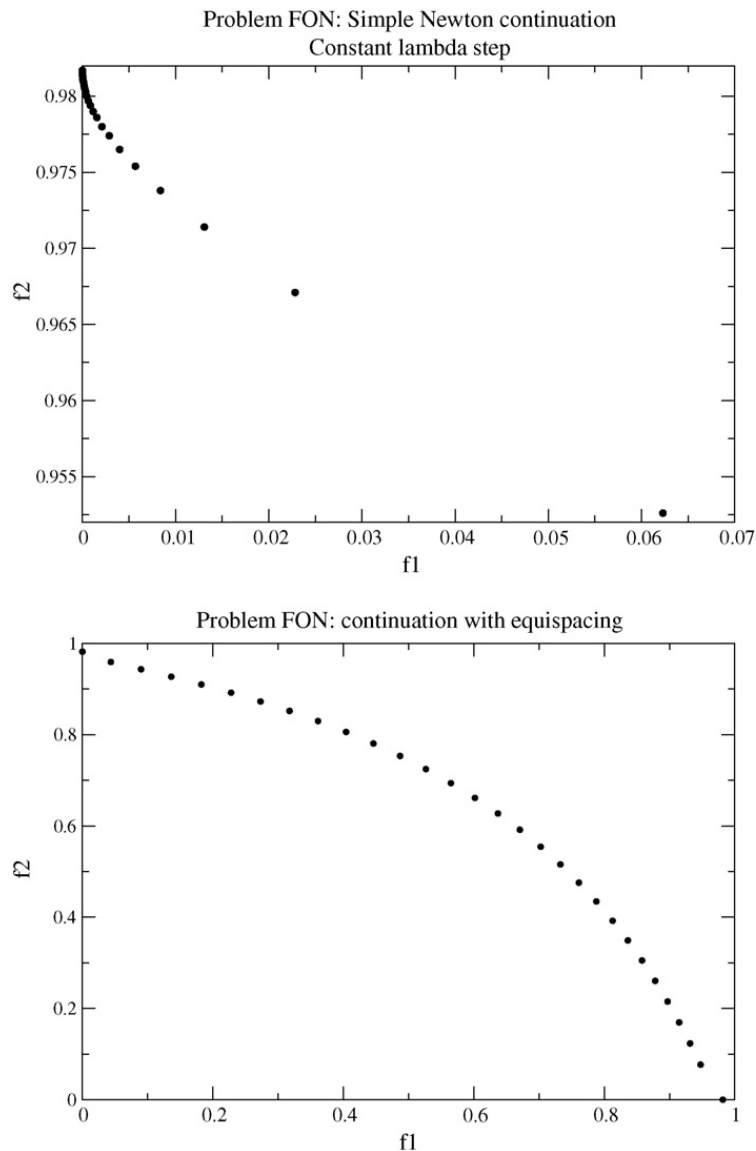 Problem FON: Simple Newton continuation
Constant lambda step
0.98
0.975
0.97
0.965
0.96
0.955
f2
0 0.01 0.02 0.03 0.04 0.05 0.06 0.07
f1
Problem FON: continuation with equispacing
1
0.8
0.6
0.4
0.2
0
f2
0 0.2 0.4 0.6 0.8 1
f1